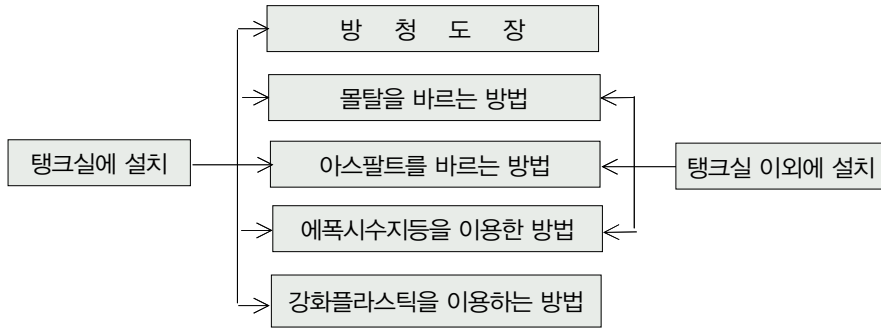 방 청 도 장
몰탈을 바르는 방법
탱크실에 설치
아스팔트를 바르는 방법
탱크실 이외에 설치
에폭시수지등을 이용한 방법
강화플라스틱을 이용하는 방법